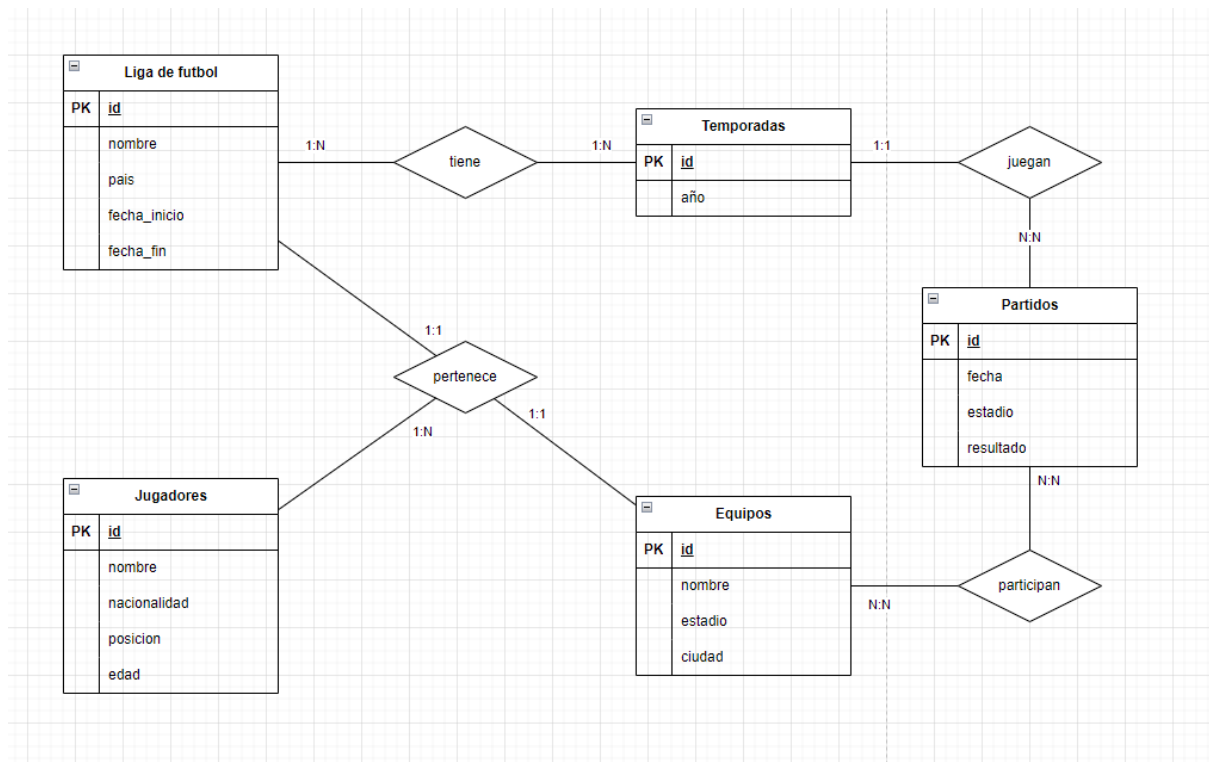 Liga de futbol
PK id
nombre
pais
fecha_inicio
fecha_fin
1:N
tiene
1:N
Temporadas
PK id
año
1:1
juegan
N:N
Partidos
PK id
fecha
estadio
resultado
N:N
1:1
pertenece
1:1
1:N
Jugadores
PK id
nombre
nacionalidad
posicion
edad
Equipos
PK id
nombre
estadio
ciudad
N:N
participan